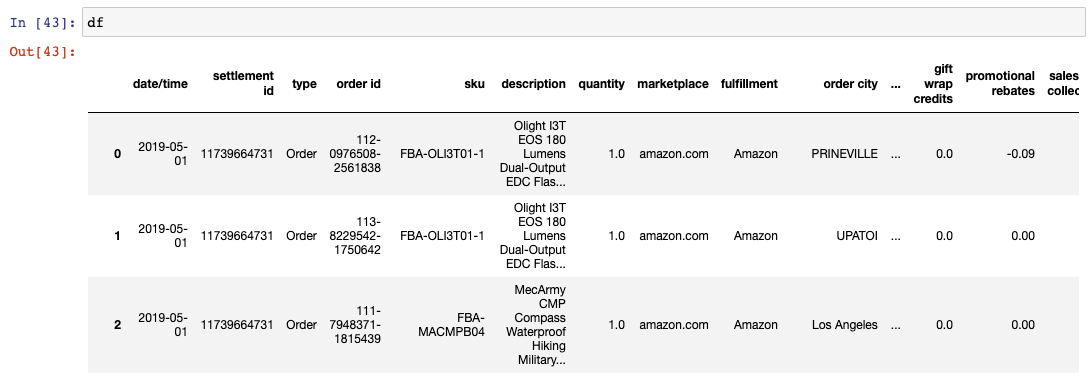 In [43]: df
Out[43]:
date/time settlement id type order id sku description quantity marketplace fulfillment order city ... gift wrap credits promotional rebates sales collec
0 2019-05-01 11739664731 Order 112-0976508-2561838 FBA-OLI3T01-1 Olight I3T EOS 180 Lumens Dual-Output EDC Flas... 1.0 amazon.com Amazon PRINEVILLE ... 0.0 -0.09
1 2019-05-01 11739664731 Order 113-8229542-1750642 FBA-OLI3T01-1 Olight I3T EOS 180 Lumens Dual-Output EDC Flas... 1.0 amazon.com Amazon UPATOI ... 0.0 0.00
2 2019-05-01 11739664731 Order 111-7948371-1815439 FBA-MACMPB04 MecArmy CMP Compass Waterproof Hiking Military... 1.0 amazon.com Amazon Los Angeles ... 0.0 0.00